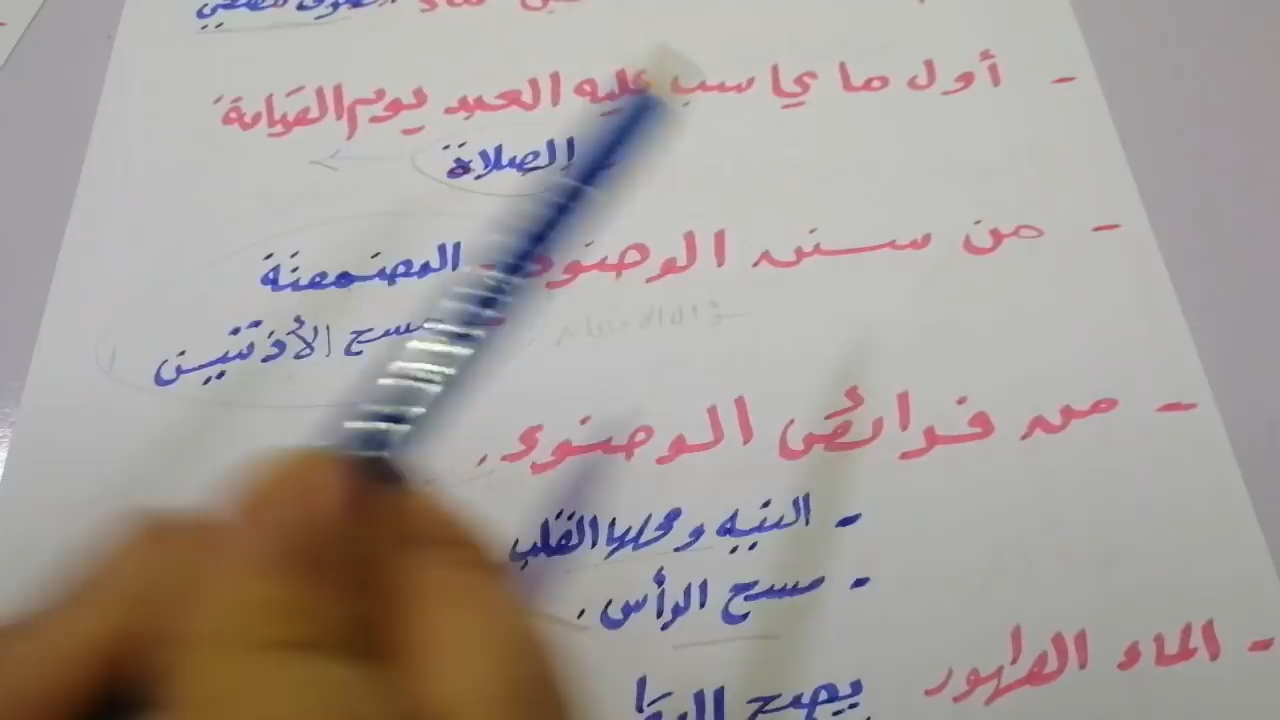 - أول ما يحاسب عليه العبد يوم القيامة
الصلاة
- من سنن الوضوء - المضمضة
- مسح الأذنين
- من فرائض الوضوء.
- النيه ومحلها القلب
- مسح الرأس.
- الماء الطهور يصح